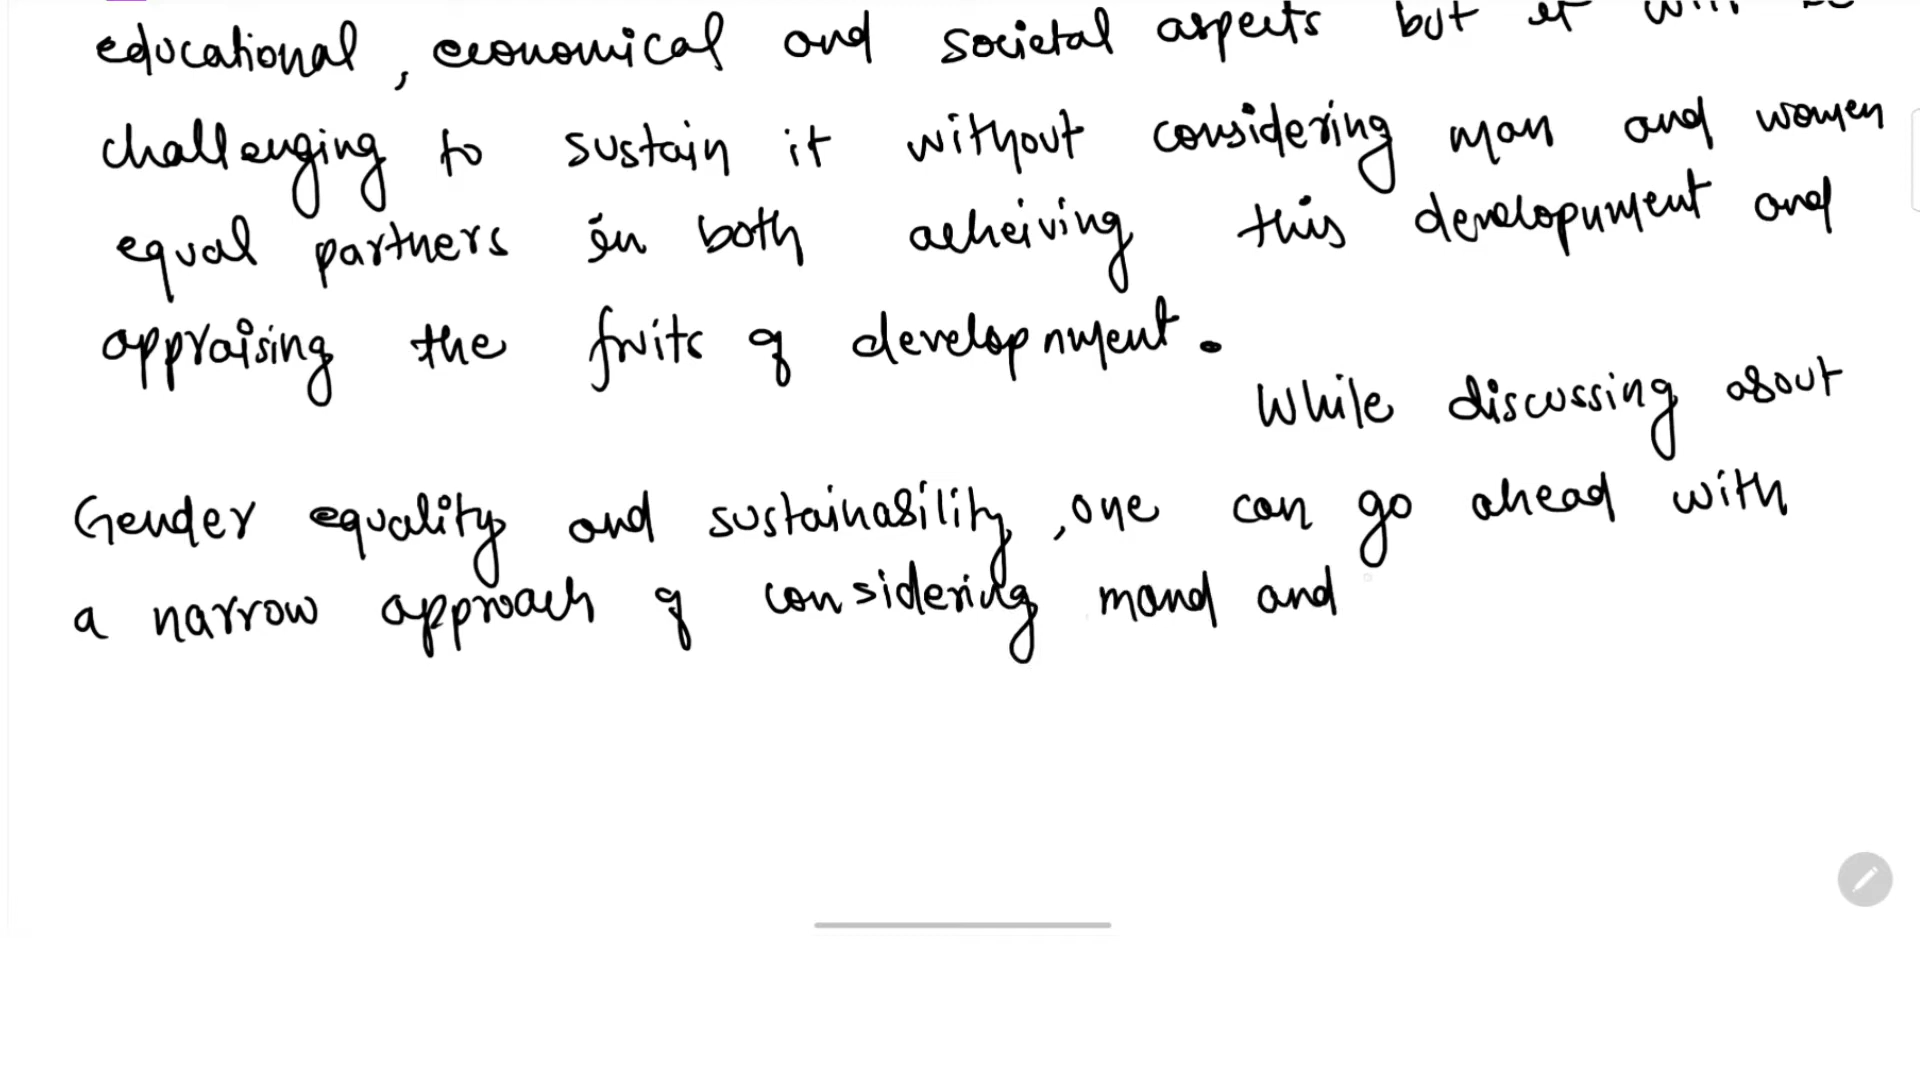 educational, economical and societal aspects but it will be
challenging to sustain it without considering man and women
equal partners in both acheiving this development and
appraising the fruits of development.
While discussing about
Gender equality and sustainability, one can go ahead with
a narrow approach of considering mand and